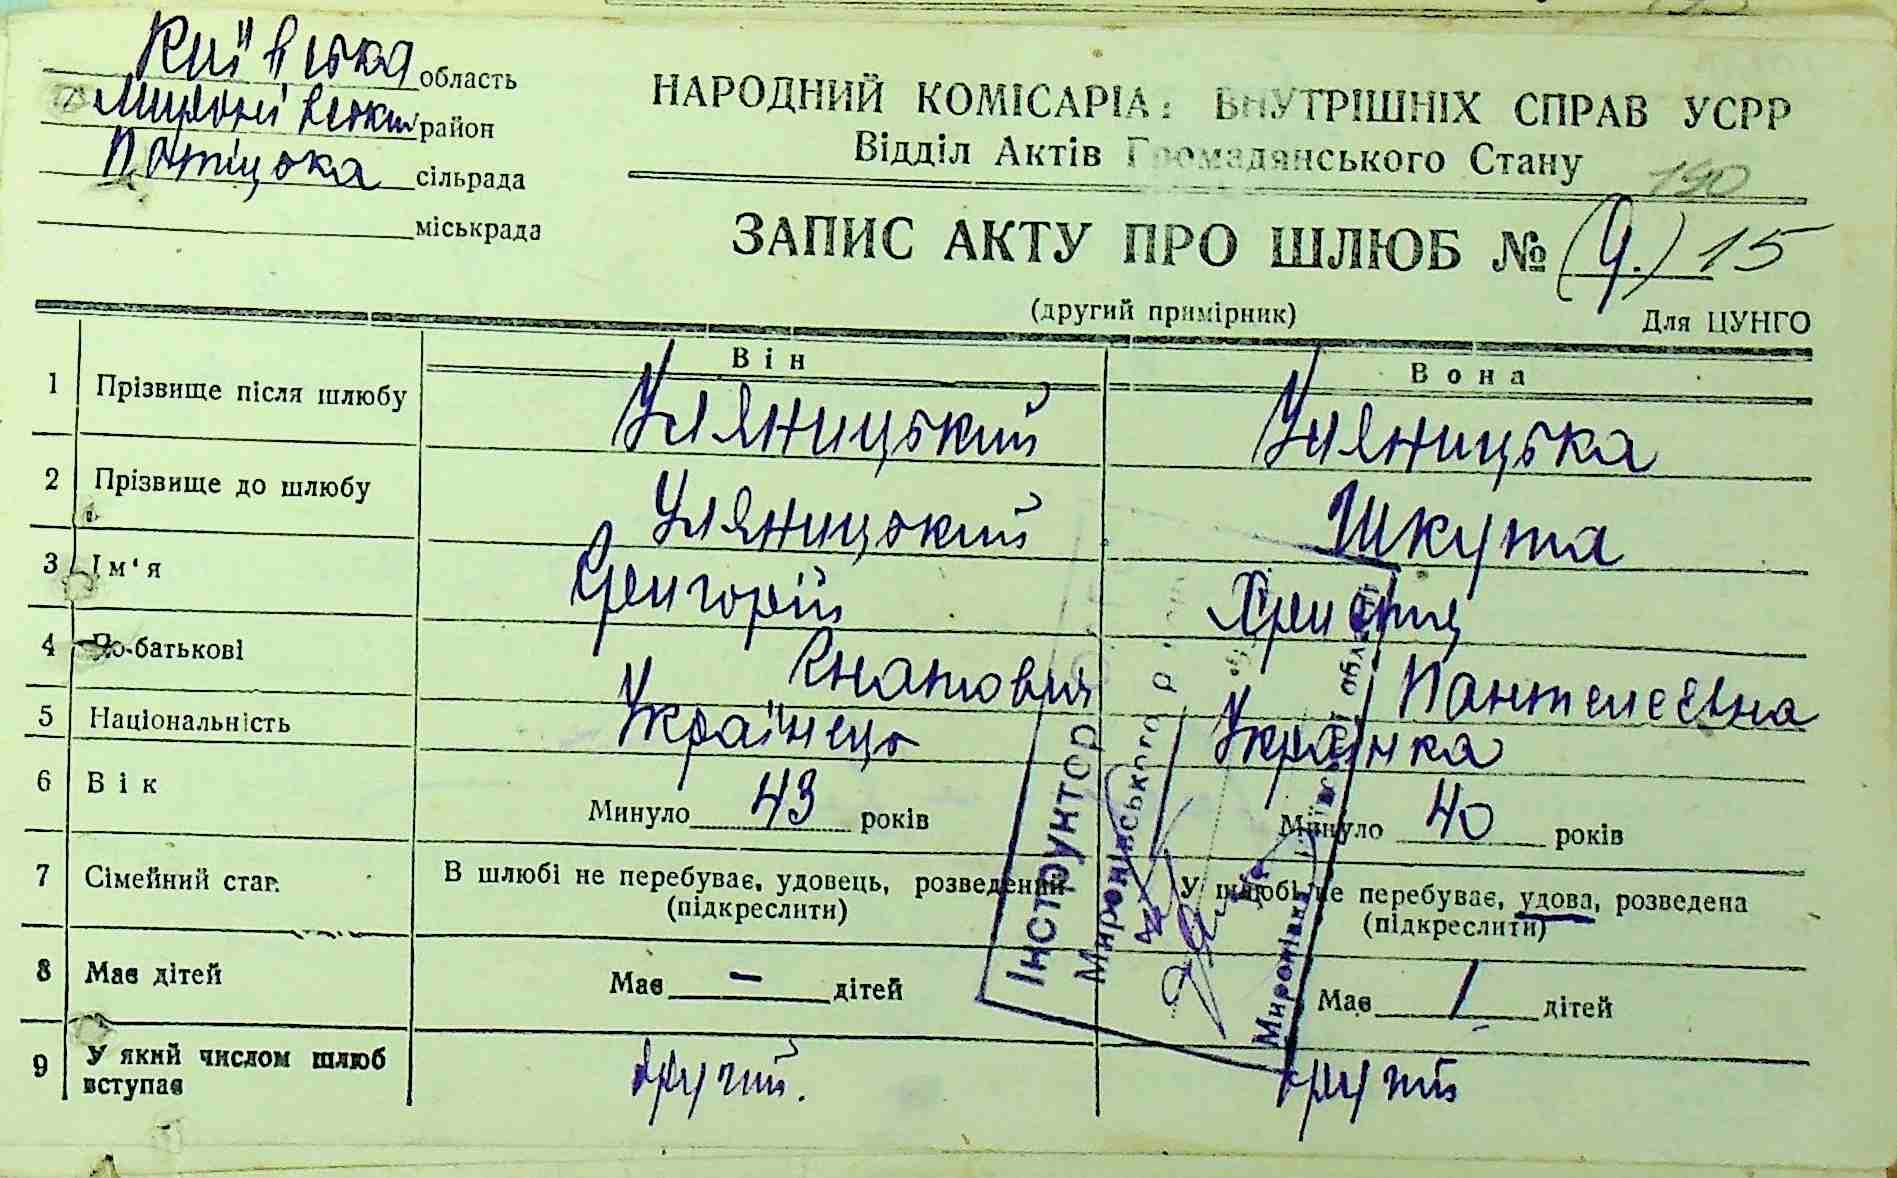 Київська область
Миронівський район
сільрада
міськрада
НАРОДНИЙ КОМІСАРІА: ВНУТРІШНІХ СПРАВ УСРР
Відділ Актів Громадянського Стану
190
ЗАПИС АКТУ ПРО ШЛЮБ № (9.) 15
(другий примірник)
Для ЦУНГО
Він Вона
1 Прізвище після шлюбу Уляницький Уляницька
2 Прізвище до шлюбу Уляницький Шкута
3 Ім'я Григорій Христя
4 По-батькові Гнатович Пантелеєвна
5 Національність Українець Українка
6 Вік Минуло 43 років Минуло 40 років
7 Сімейний стан В шлюбі не перебуває, удовець, розведений У шлюбі не перебуває, удова, розведена
(підкреслити) (підкреслити)
8 Має дітей Має — дітей Має 1 дітей
9 У який числом шлюб вступає другий. другий
Інструктор
Миронівського